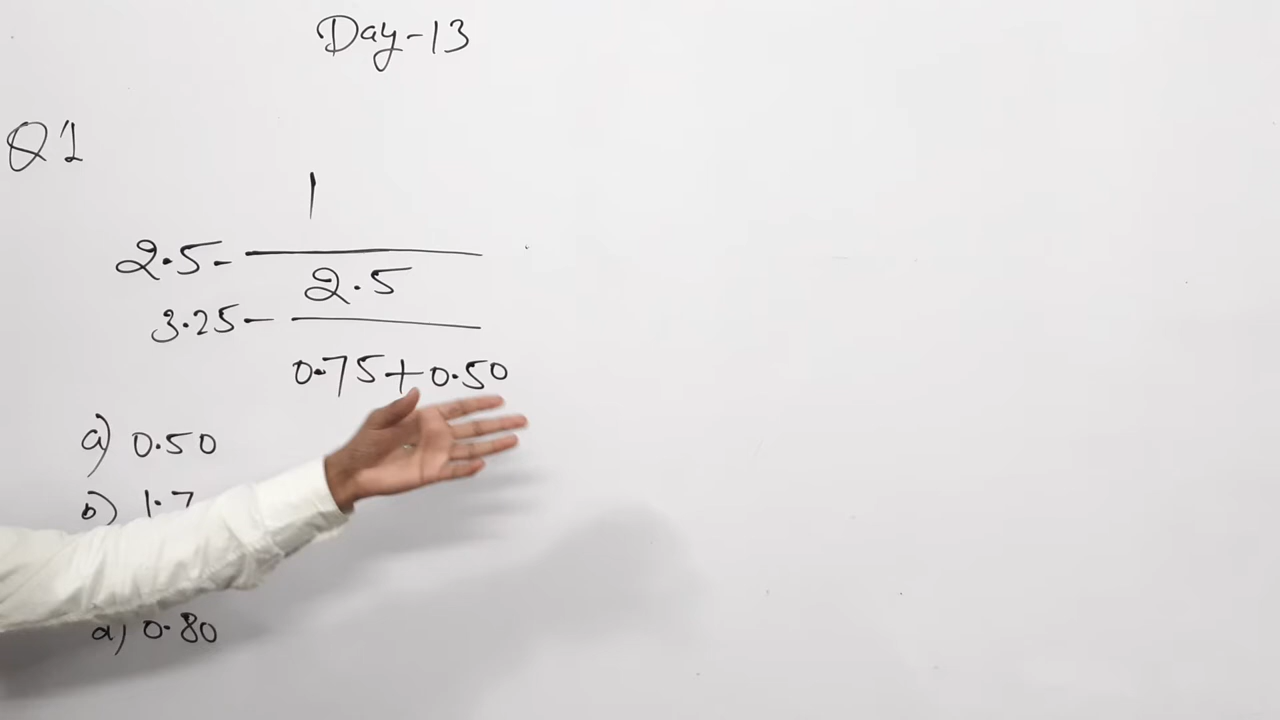 Day-13
Q1
1
2.5-
2.5
3.25-
0.75+0.50
a) 0.50
b) 1.7
d) 0.80